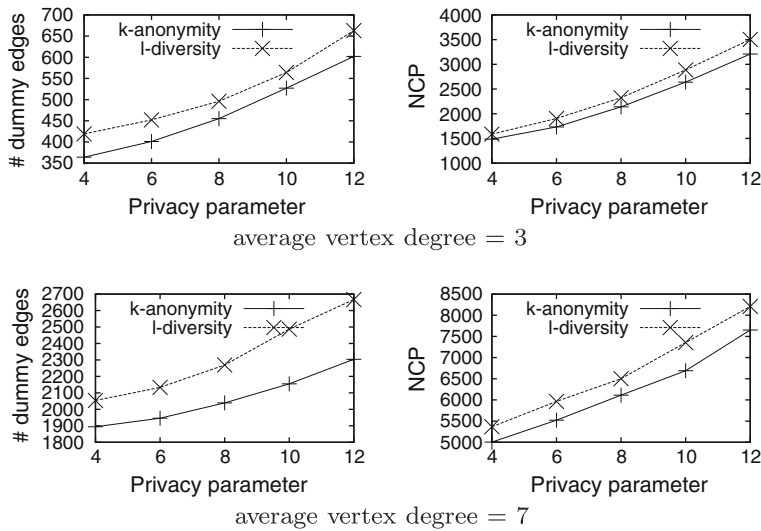 700
650
600
550
500
450
400
350
# dummy edges
k-anonymity
l-diversity
4 6 8 10 12
Privacy parameter
4000
3500
3000
2500
2000
1500
1000
NCP
k-anonymity
l-diversity
4 6 8 10 12
Privacy parameter
average vertex degree = 3
2700
2600
2500
2400
2300
2200
2100
2000
1900
1800
# dummy edges
k-anonymity
l-diversity
4 6 8 10 12
Privacy parameter
8500
8000
7500
7000
6500
6000
5500
5000
NCP
k-anonymity
l-diversity
4 6 8 10 12
Privacy parameter
average vertex degree = 7